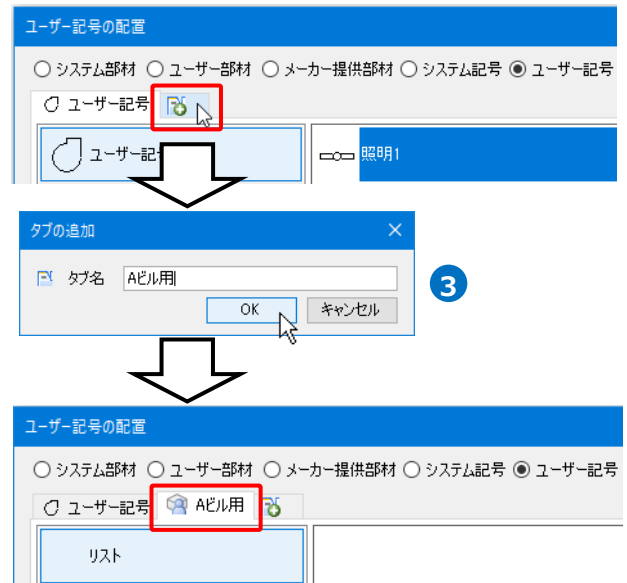 ユーザー記号の配置
システム部材 ユーザー部材 メーカー提供部材 システム記号 ユーザー記号
ユーザー記号
ユーザー記 照明1
タブの追加
タブ名 Aビル用
3
OK キャンセル
ユーザー記号の配置
システム部材 ユーザー部材 メーカー提供部材 システム記号 ユーザー記号
ユーザー記号 Aビル用
リスト